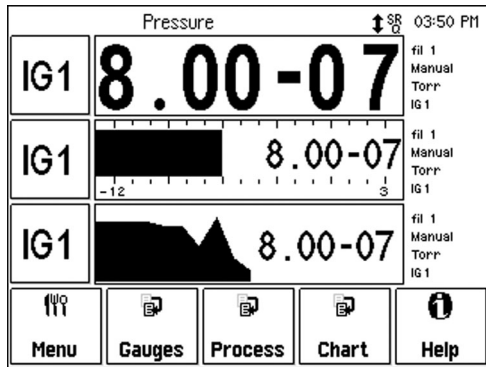 Pressure SRQ 03:50 PM
IG1 8.00-07 fil 1
Manual
Torr
IG1
IG1 8.00-07 fil 1
-12 3 Manual
Torr
IG1
IG1 8.00-07 fil 1
Manual
Torr
IG1
Menu Gauges Process Chart Help